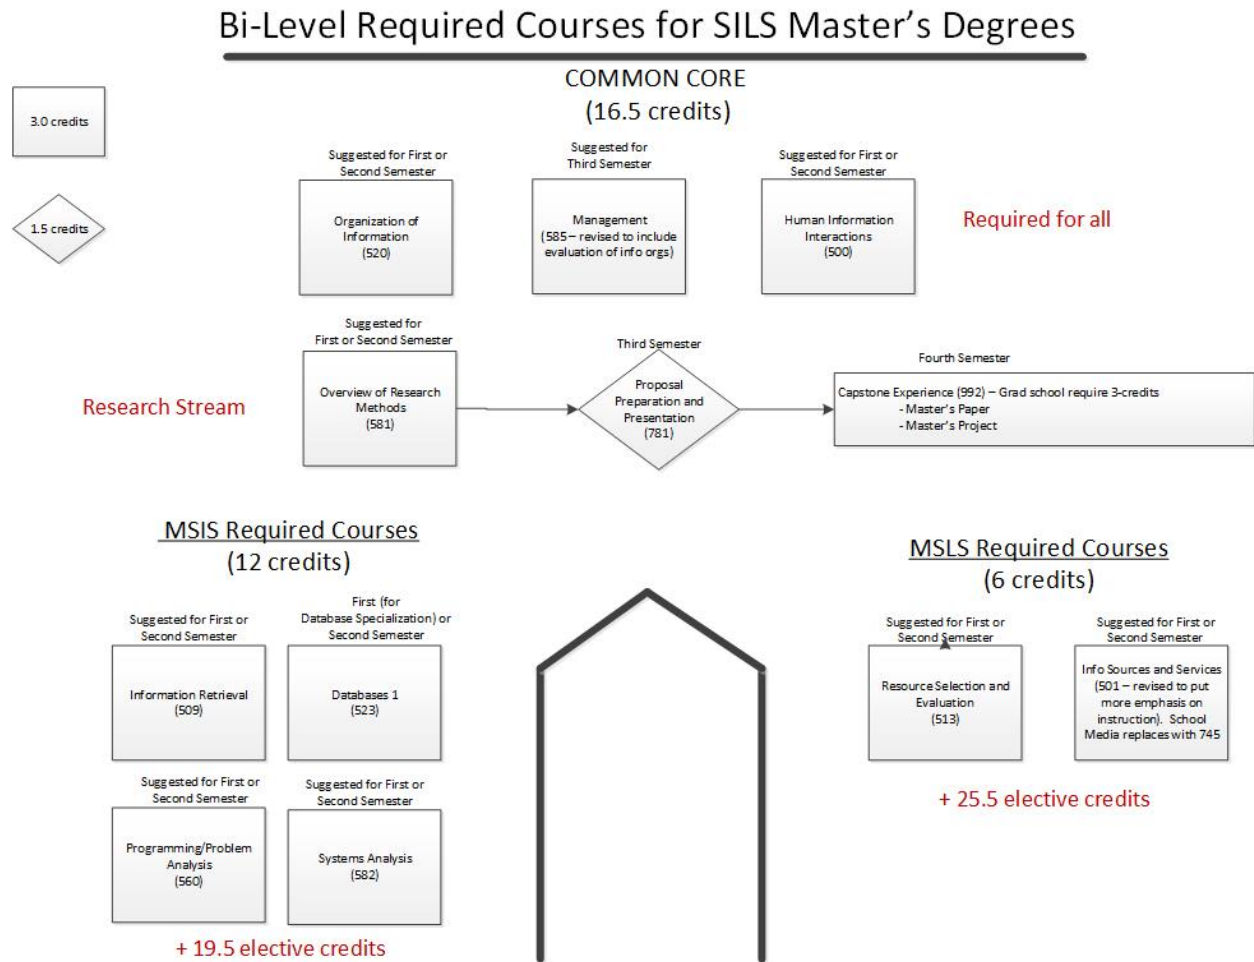 Bi-Level Required Courses for SILS Master's Degrees
COMMON CORE
(16.5 credits)
3.0 credits
1.5 credits
Suggested for First or
Second Semester
Organization of
Information
(520)
Suggested for
Third Semester
Management
(585 – revised to include
evaluation of info orgs)
Suggested for First or
Second Semester
Human Information
Interactions
(500)
Required for all
Research Stream
Suggested for
First or Second Semester
Overview of Research
Methods
(581)
Third Semester
Proposal
Preparation and
Presentation
(781)
Fourth Semester
Capstone Experience (992) – Grad school require 3-credits
- Master's Paper
- Master's Project
MSIS Required Courses
(12 credits)
Suggested for First or
Second Semester
Information Retrieval
(509)
First (for
Database Specialization) or
Second Semester
Databases 1
(523)
Suggested for First or
Second Semester
Programming/Problem
Analysis
(560)
Suggested for First or
Second Semester
Systems Analysis
(582)
+ 19.5 elective credits
MSLS Required Courses
(6 credits)
Suggested for First or
Second Semester
Resource Selection and
Evaluation
(513)
Suggested for First or
Second Semester
Info Sources and Services
(501 – revised to put
more emphasis on
instruction). School
Media replaces with 745
+ 25.5 elective credits